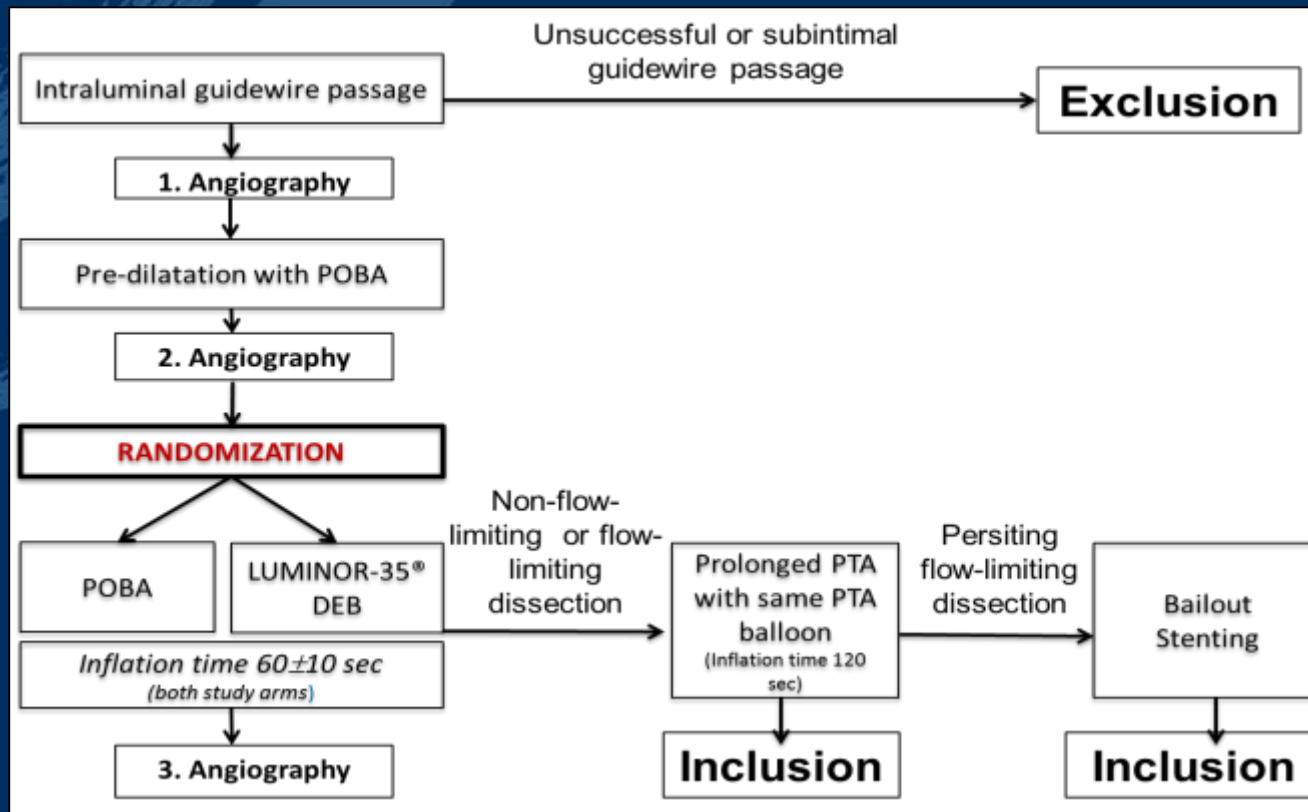 Unsuccessful or subintimal
guidewire passage
Intraluminal guidewire passage
Exclusion
1. Angiography
Pre-dilatation with POBA
2. Angiography
RANDOMIZATION
POBA
LUMINOR-35®
DEB
Inflation time 60±10 sec
(both study arms)
3. Angiography
Non-flow-
limiting or flow-
limiting
dissection
Prolonged PTA
with same PTA
balloon
(Inflation time 120
sec)
Inclusion
Persiting
flow-limiting
dissection
Bailout
Stenting
Inclusion